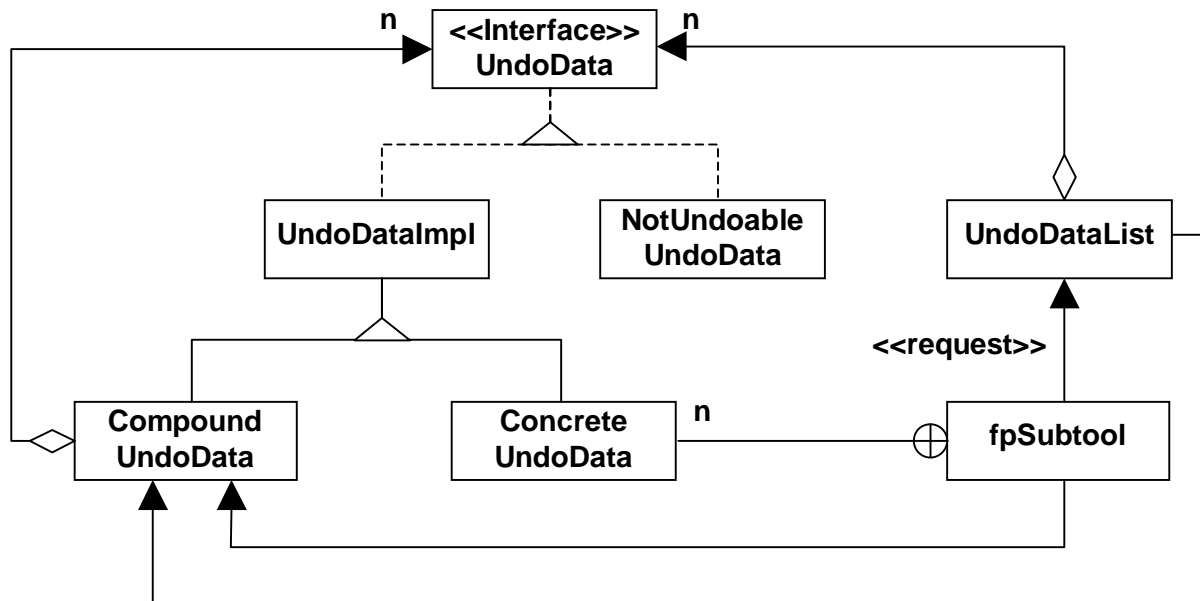 n
<<Interface>>
UndoData
n
UndoDataImpl
NotUndoable
UndoData
UndoDataList
<<request>>
Compound
UndoData
Concrete
UndoData
n
fpSubtool